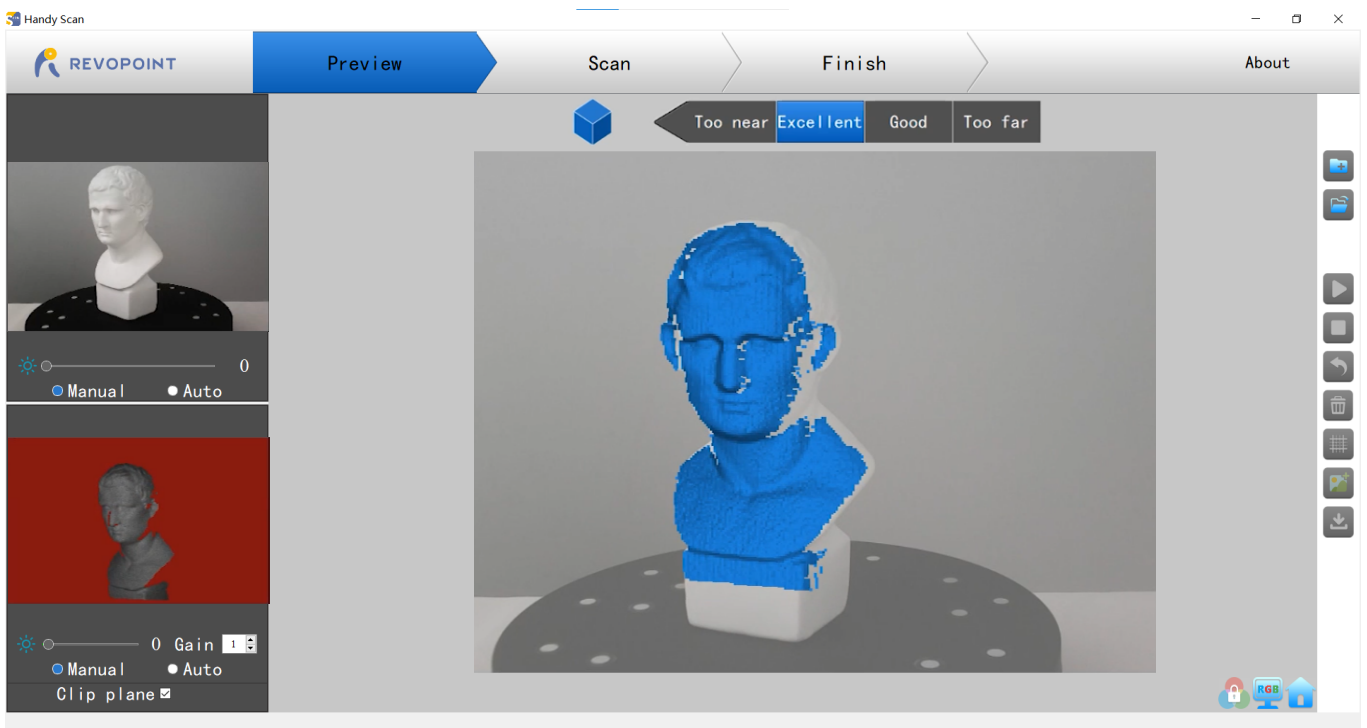 Handy Scan
REVOPOINT
Preview
Scan
Finish
About
Too near
Excellent
Good
Too far
0
Manual
Auto
0
Gain
1
Manual
Auto
Clip plane
RGB